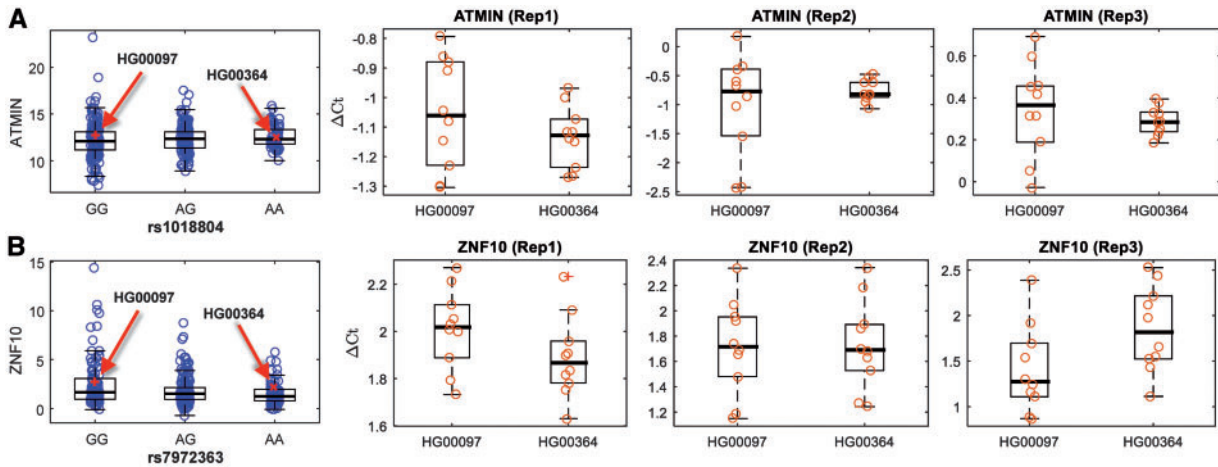 A
ATMIN
20
15
10
HG00097
HG00364
GG
AG
AA
rs1018804
ATMIN (Rep1)
ΔCt
-0.8
-0.9
-1
-1.1
-1.2
-1.3
HG00097
HG00364
ATMIN (Rep2)
0
-0.5
-1
-1.5
-2
-2.5
HG00097
HG00364
ATMIN (Rep3)
0.6
0.4
0.2
0
HG00097
HG00364
B
ZNF10
15
10
5
0
HG00097
HG00364
GG
AG
AA
rs7972363
ZNF10 (Rep1)
ΔCt
2.2
2
1.8
1.6
HG00097
HG00364
ZNF10 (Rep2)
2.4
2.2
2
1.8
1.6
1.4
1.2
HG00097
HG00364
ZNF10 (Rep3)
2.5
2
1.5
1
HG00097
HG00364